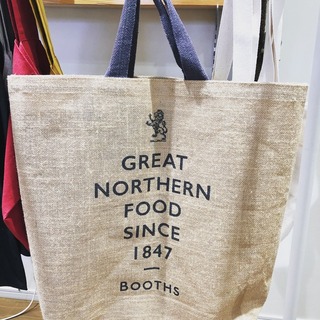 GREAT
NORTHERN
FOOD
SINCE
1847
BOOTHS